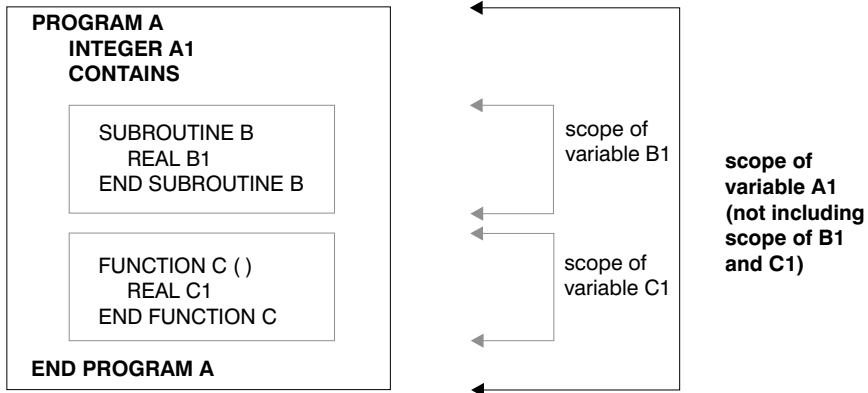 PROGRAM A
INTEGER A1
CONTAINS
SUBROUTINE B
REAL B1
END SUBROUTINE B
FUNCTION C ( )
REAL C1
END FUNCTION C
END PROGRAM A
scope of
variable B1
scope of
variable C1
scope of
variable A1
(not including
scope of B1
and C1)